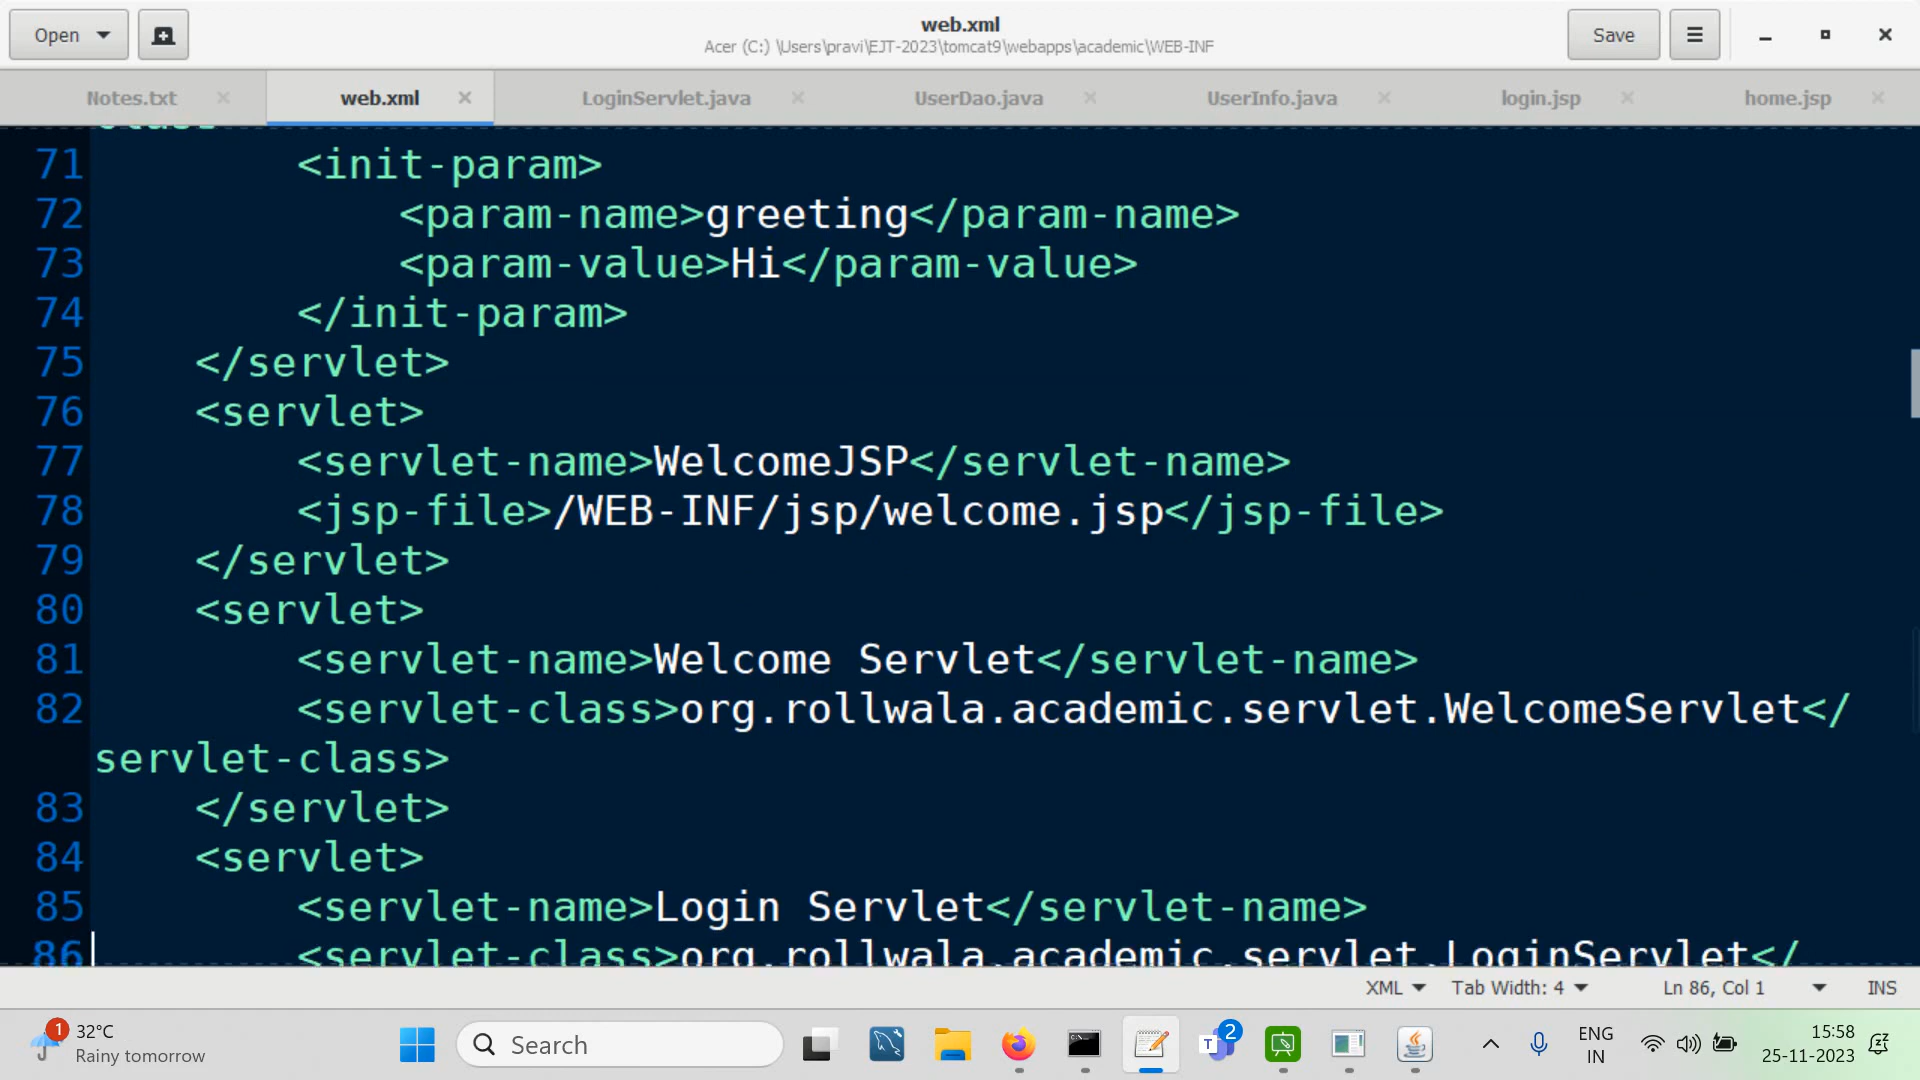 Open
web.xml
Acer (C:) \Users\pravi\EJT-2023\tomcat9\webapps\academic\WEB-INF
Save
Notes.txt
web.xml
LoginServlet.java
UserDao.java
UserInfo.java
login.jsp
home.jsp
71 <init-param>
72 <param-name>greeting</param-name>
73 <param-value>Hi</param-value>
74 </init-param>
75 </servlet>
76 <servlet>
77 <servlet-name>WelcomeJSP</servlet-name>
78 <jsp-file>/WEB-INF/jsp/welcome.jsp</jsp-file>
79 </servlet>
80 <servlet>
81 <servlet-name>Welcome Servlet</servlet-name>
82 <servlet-class>org.rollwala.academic.servlet.WelcomeServlet</
servlet-class>
83 </servlet>
84 <servlet>
85 <servlet-name>Login Servlet</servlet-name>
86 <servlet-class>org.rollwala.academic.servlet.LoginServlet</
XML Tab Width: 4 Ln 86, Col 1 INS
1
32°C
Rainy tomorrow
Search
T
2
ENG
IN
15:58
25-11-2023